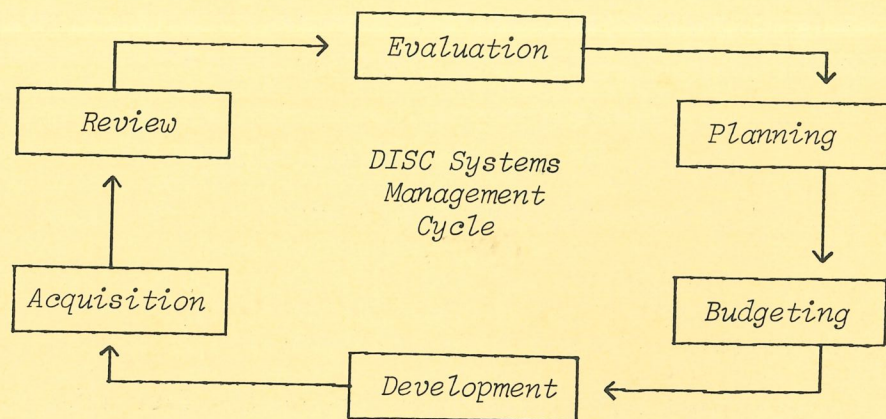 Evaluation
Review
Planning
DISC Systems
Management
Cycle
Acquisition
Budgeting
Development